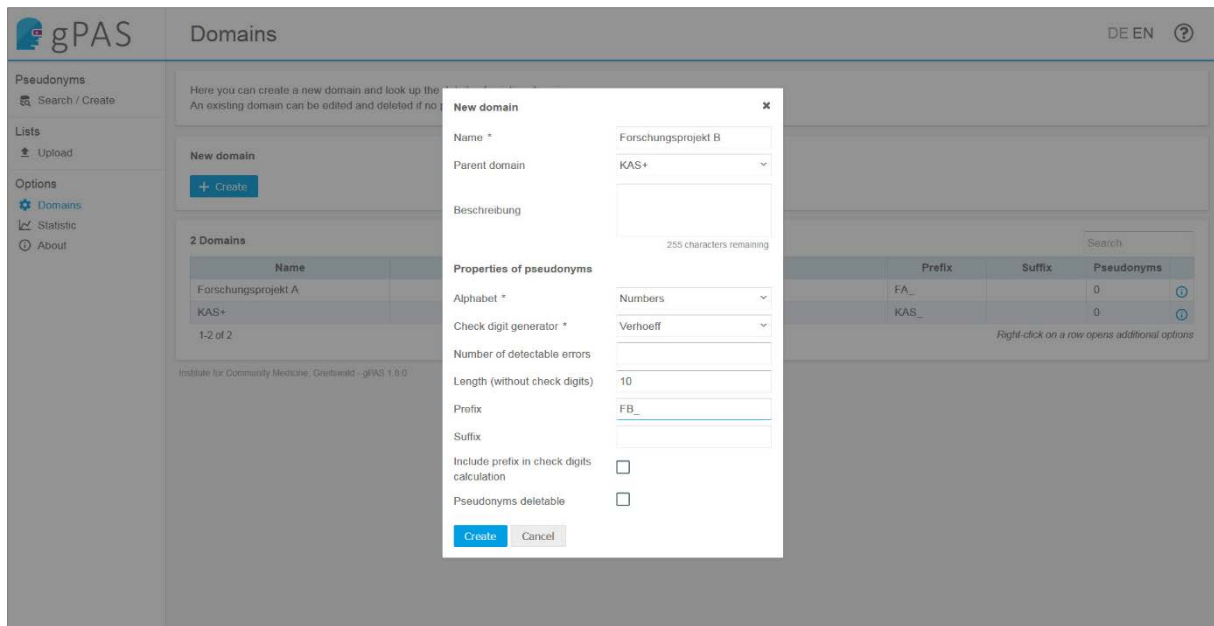 gPAS
Domains
DE EN
Pseudonyms
Search / Create
Lists
Upload
Options
Domains
Statistic
About
Here you can create a new domain and look up the
An existing domain can be edited and deleted if no
New domain
+ Create
2 Domains
Search
Name Prefix Suffix Pseudonyms
Forschungsprojekt A FA_ 0
KAS+ KAS_ 0
1-2 of 2
Right-click on a row opens additional options
Institute for Community Medicine, Greifswald - gPAS 1.8.0
New domain
Name * Forschungsprojekt B
Parent domain KAS+
Beschreibung
255 characters remaining
Properties of pseudonyms
Alphabet * Numbers
Check digit generator * Verhoeff
Number of detectable errors
Length (without check digits) 10
Prefix FB_
Suffix
Include prefix in check digits
calculation
Pseudonyms deletable
Create Cancel